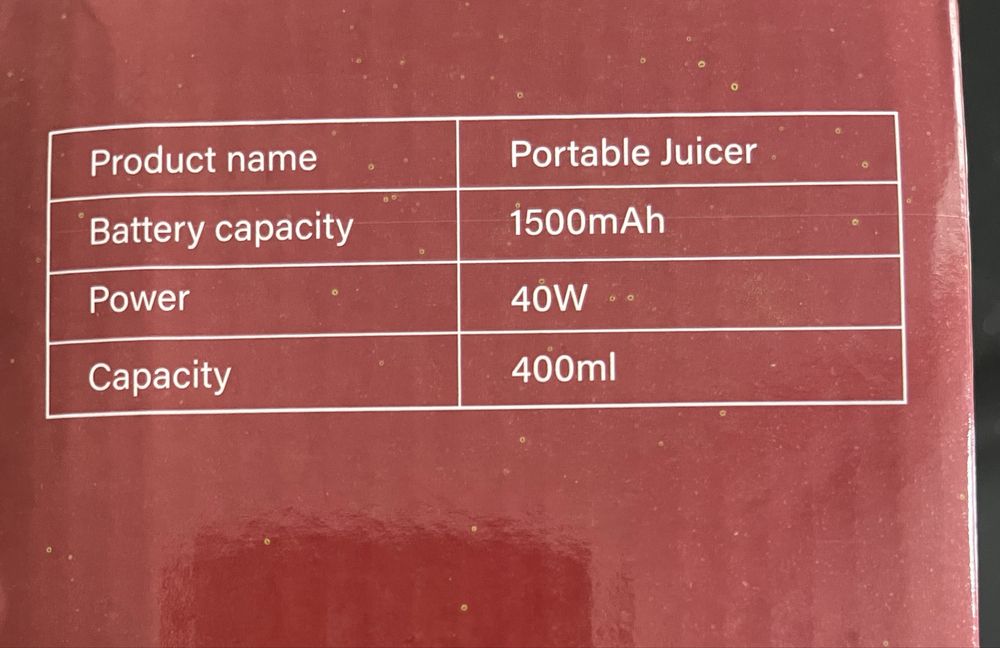 Product name Portable Juicer
Battery capacity 1500mAh
Power 40W
Capacity 400ml